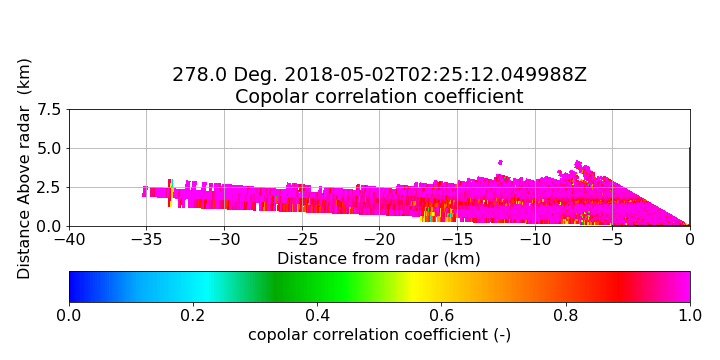 278.0 Deg. 2018-05-02T02:25:12.049988Z
Copolar correlation coefficient
Distance Above radar  (km)
7.5
5.0
2.5
0.0
−40 −35 −30 −25 −20 −15 −10 −5 0
Distance from radar (km)
0.0 0.2 0.4 0.6 0.8 1.0
copolar correlation coefficient (-)